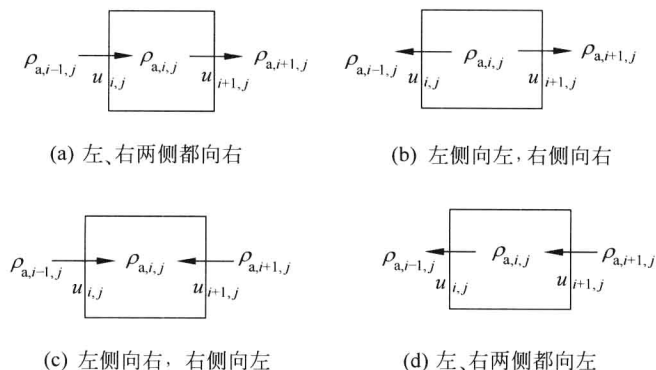 ρa,i−1,j ρa,i,j ρa,i+1,j
ui,j ui+1,j
(a) 左、右两侧都向右
ρa,i−1,j ρa,i,j ρa,i+1,j
ui,j ui+1,j
(b) 左侧向左,右侧向右
ρa,i−1,j ρa,i,j ρa,i+1,j
ui,j ui+1,j
(c) 左侧向右, 右侧向左
ρa,i−1,j ρa,i,j ρa,i+1,j
ui,j ui+1,j
(d) 左、右两侧都向左